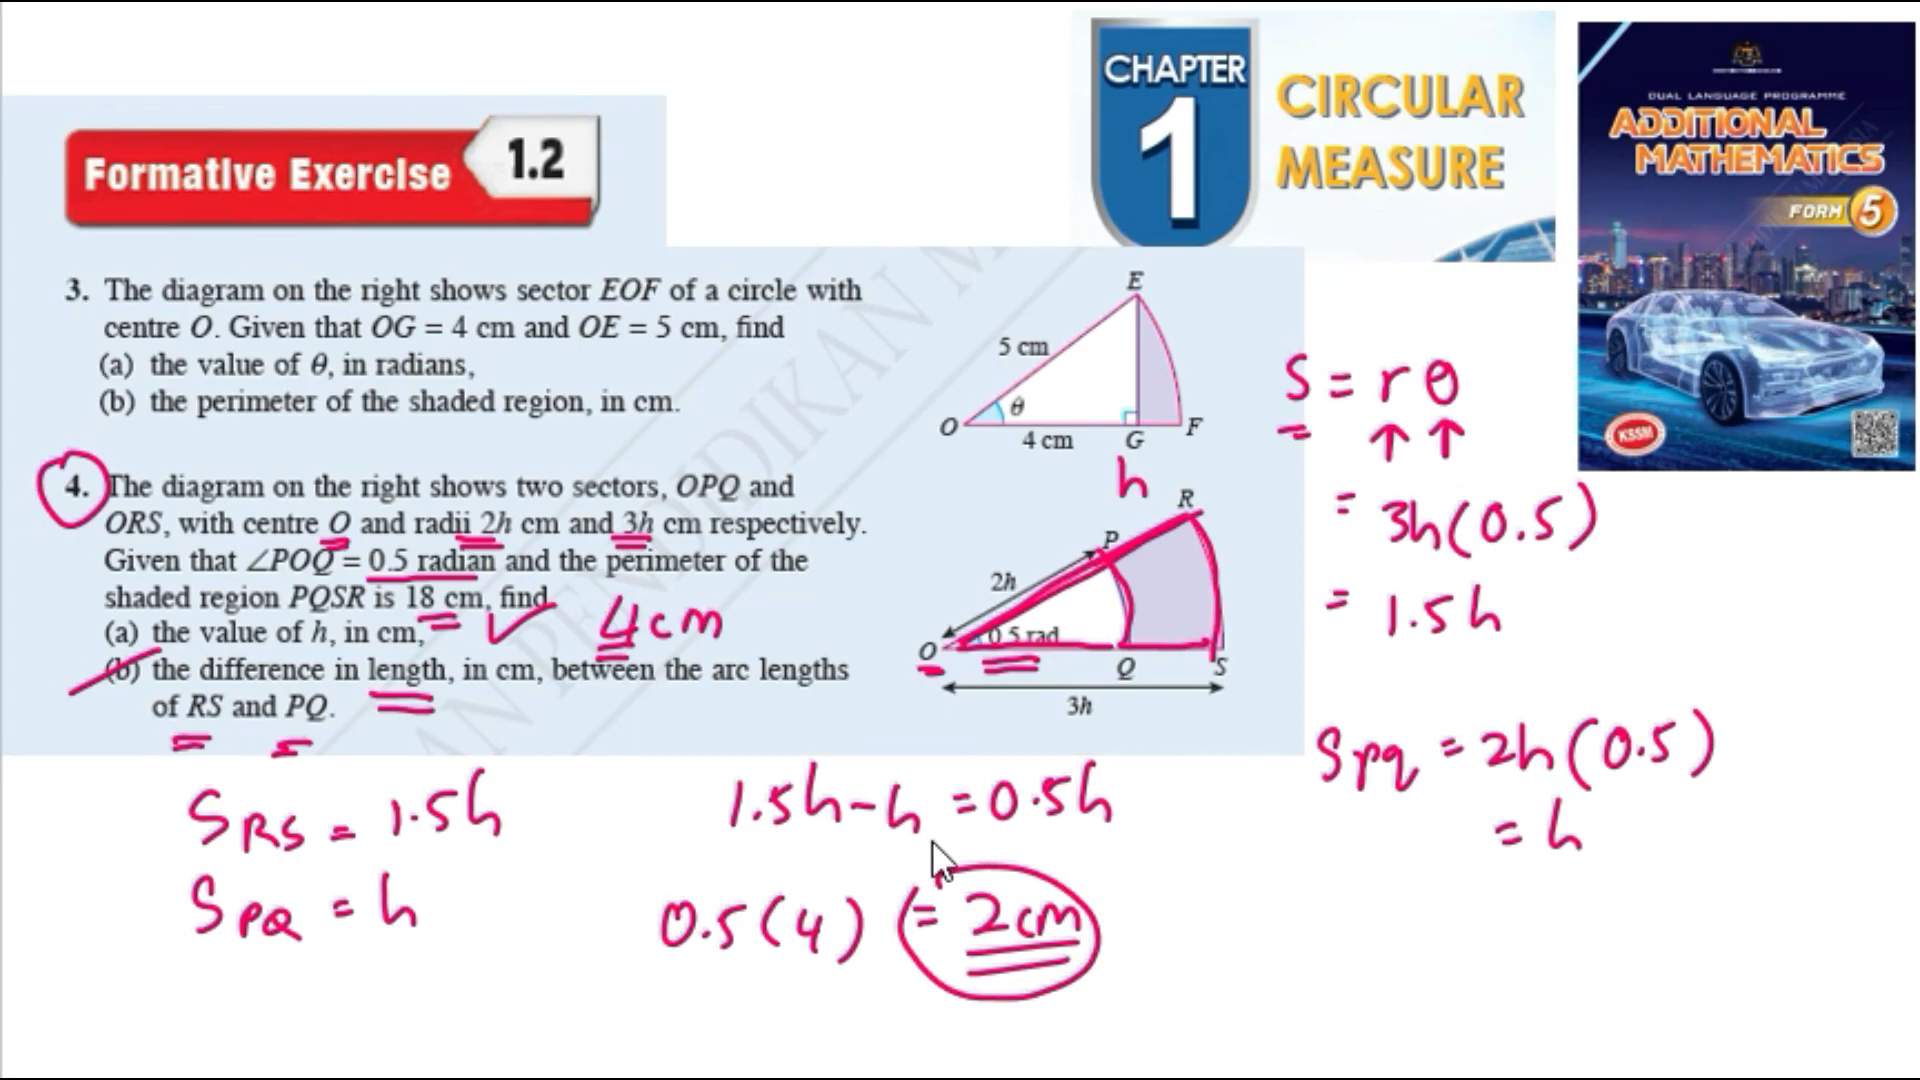 CHAPTER
1
CIRCULAR
MEASURE
DUAL LANGUAGE PROGRAMME
ADDITIONAL
MATHEMATICS
FORM 5
KSSM
Formative Exercise 1.2
3. The diagram on the right shows sector EOF of a circle with
centre O. Given that OG = 4 cm and OE = 5 cm, find
(a) the value of θ, in radians,
(b) the perimeter of the shaded region, in cm.
E
5 cm
θ
O
4 cm
G
F
4. The diagram on the right shows two sectors, OPQ and
ORS, with centre O and radii 2h cm and 3h cm respectively.
Given that ∠POQ = 0.5 radian and the perimeter of the
shaded region PQSR is 18 cm, find
(a) the value of h, in cm,
4cm
(b) the difference in length, in cm, between the arc lengths
of RS and PQ.
h
R
P
2h
0.5 rad
O
Q
S
3h
S = rθ
= 3h(0.5)
= 1.5h
SPQ = 2h(0.5)
= h
SRS = 1.5h
SPQ = h
1.5h-h = 0.5h
0.5(4) = 2cm